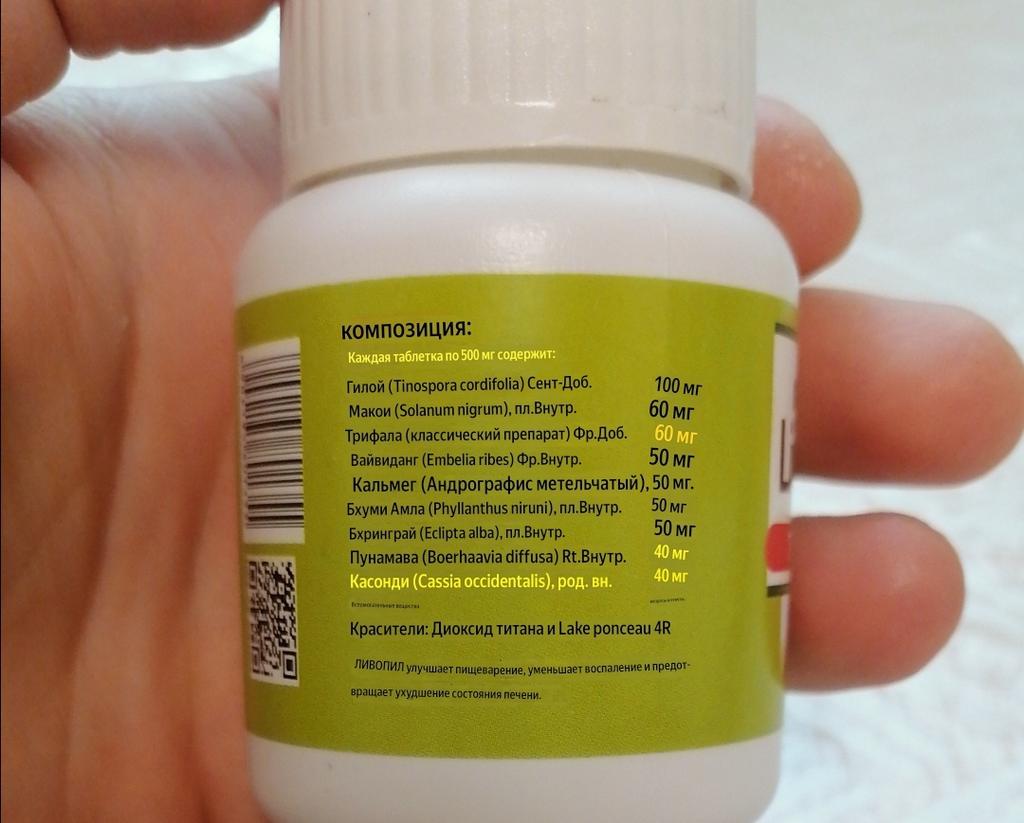 КОМПОЗИЦИЯ:
Каждая таблетка по 500 мг содержит:
Гилой (Tinospora cordifolia) Сент-Доб. 100 мг
Макои (Solanum nigrum), пл.Внутр. 60 мг
Трифала (классический препарат) Фр.Доб. 60 мг
Вайвиданг (Embelia ribes) Фр.Внутр. 50 мг
Кальмег (Андрографис метельчатый), 50 мг.
Бхуми Амла (Phyllanthus niruni), пл.Внутр. 50 мг
Бхринграй (Eclipta alba), пл.Внутр. 50 мг
Пунамава (Boerhaavia diffusa) Rt.Внутр. 40 мг
Касонди (Cassia occidentalis), род. вн. 40 мг
Вспомогательные вещества
Красители: Диоксид титана и Lake ponceau 4R
ЛИВОПИЛ улучшает пищеварение, уменьшает воспаление и предот-
вращает ухудшение состояния печени.